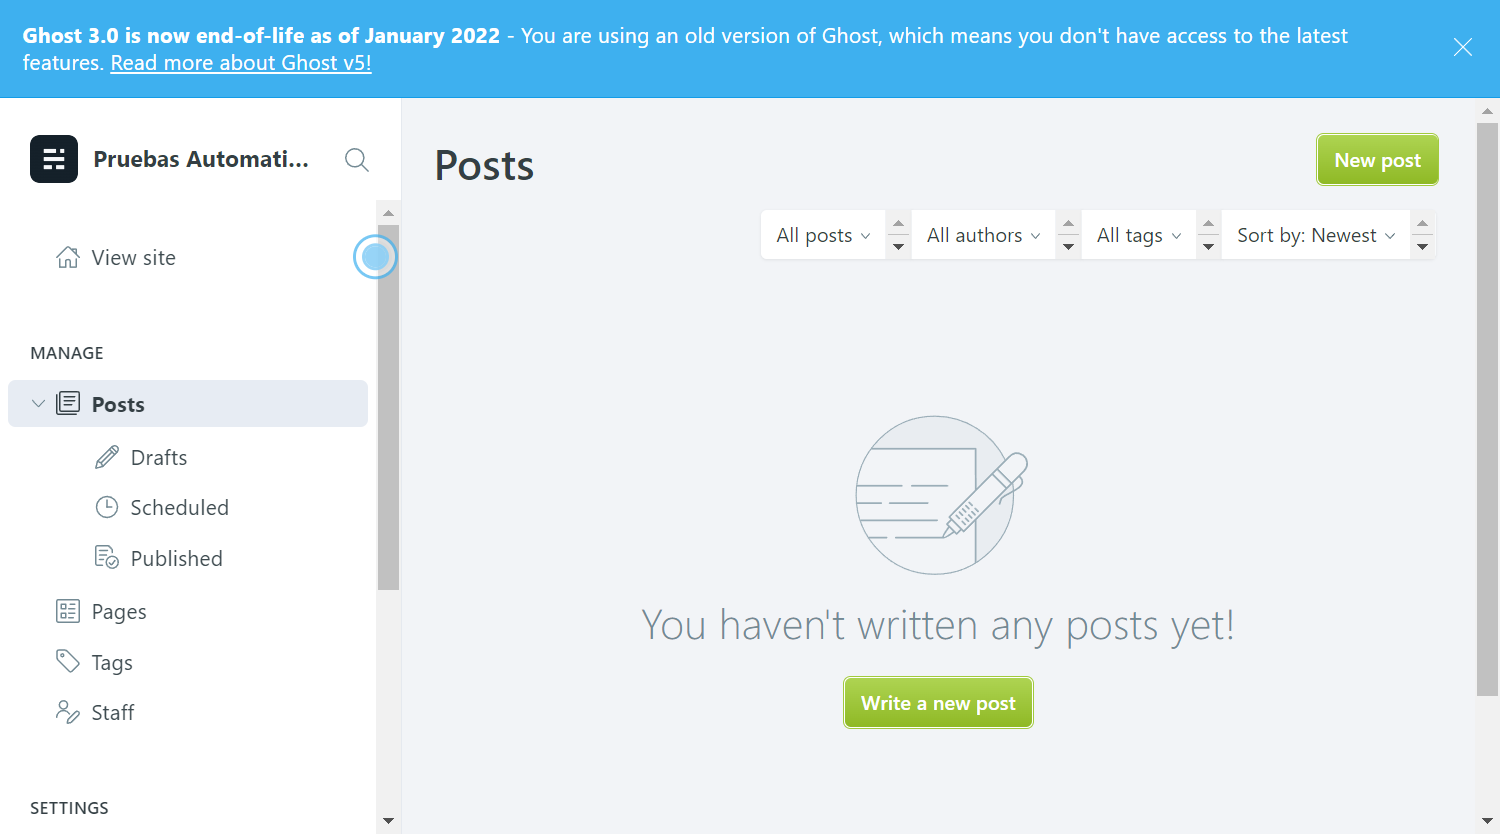 Ghost 3.0 is now end-of-life as of January 2022 - You are using an old version of Ghost, which means you don't have access to the latest
features. Read more about Ghost v5!
Pruebas Automati...
View site
MANAGE
Posts
Drafts
Scheduled
Published
Pages
Tags
Staff
SETTINGS
Posts
New post
All posts
All authors
All tags
Sort by: Newest
You haven't written any posts yet!
Write a new post